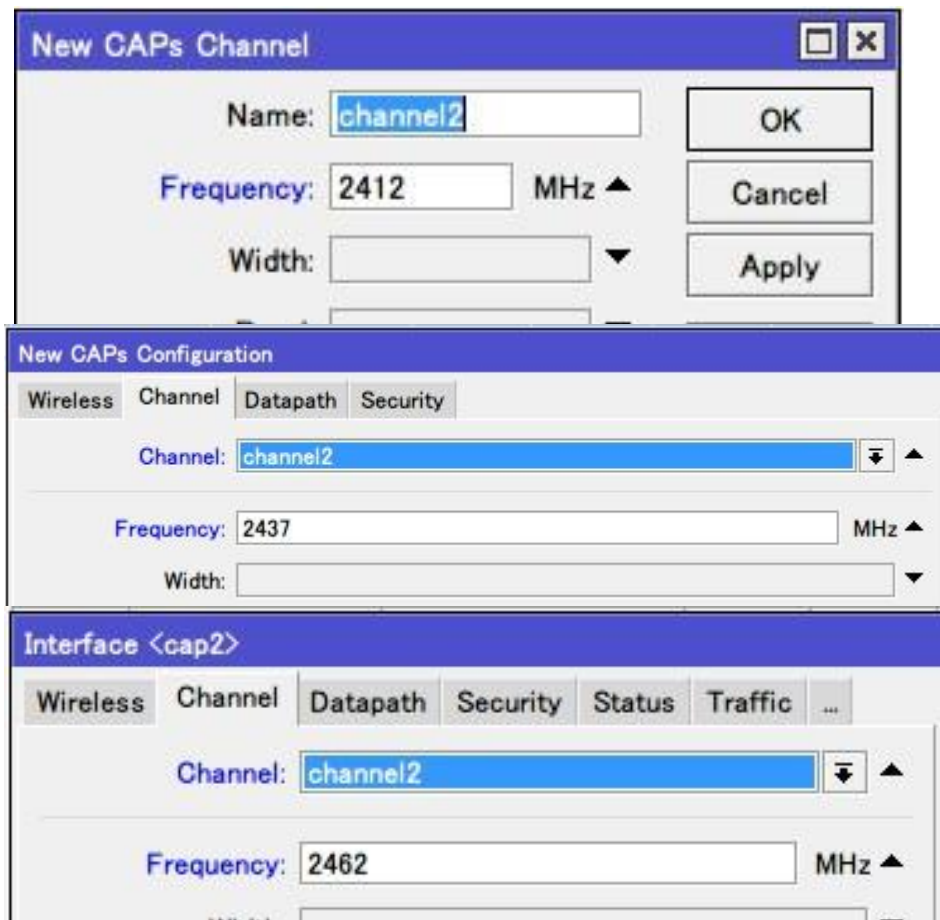 New CAPs Channel
Name: channel2
OK
Frequency: 2412 MHz
Cancel
Width:
Apply
New CAPs Configuration
Wireless Channel Datapath Security
Channel: channel2
Frequency: 2437 MHz
Width:
Interface <cap2>
Wireless Channel Datapath Security Status Traffic ...
Channel: channel2
Frequency: 2462 MHz